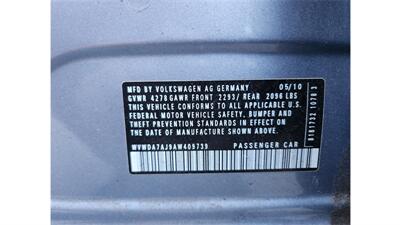 MFD. BY VOLKSWAGEN AG GERMANY 05/10
GVWR 4278 GAWR FRONT 2293/ REAR 2096 LBS
THIS VEHICLE CONFORMS TO ALL APPLICABLE U.S.
FEDERAL MOTOR VEHICLE SAFETY, BUMPER AND
THEFT PREVENTION STANDARDS IN EFFECT ON THE
DATE OF MANUFACTURE SHOWN ABOVE
WVWDA7AJ9AW409739 PASSENGER CAR